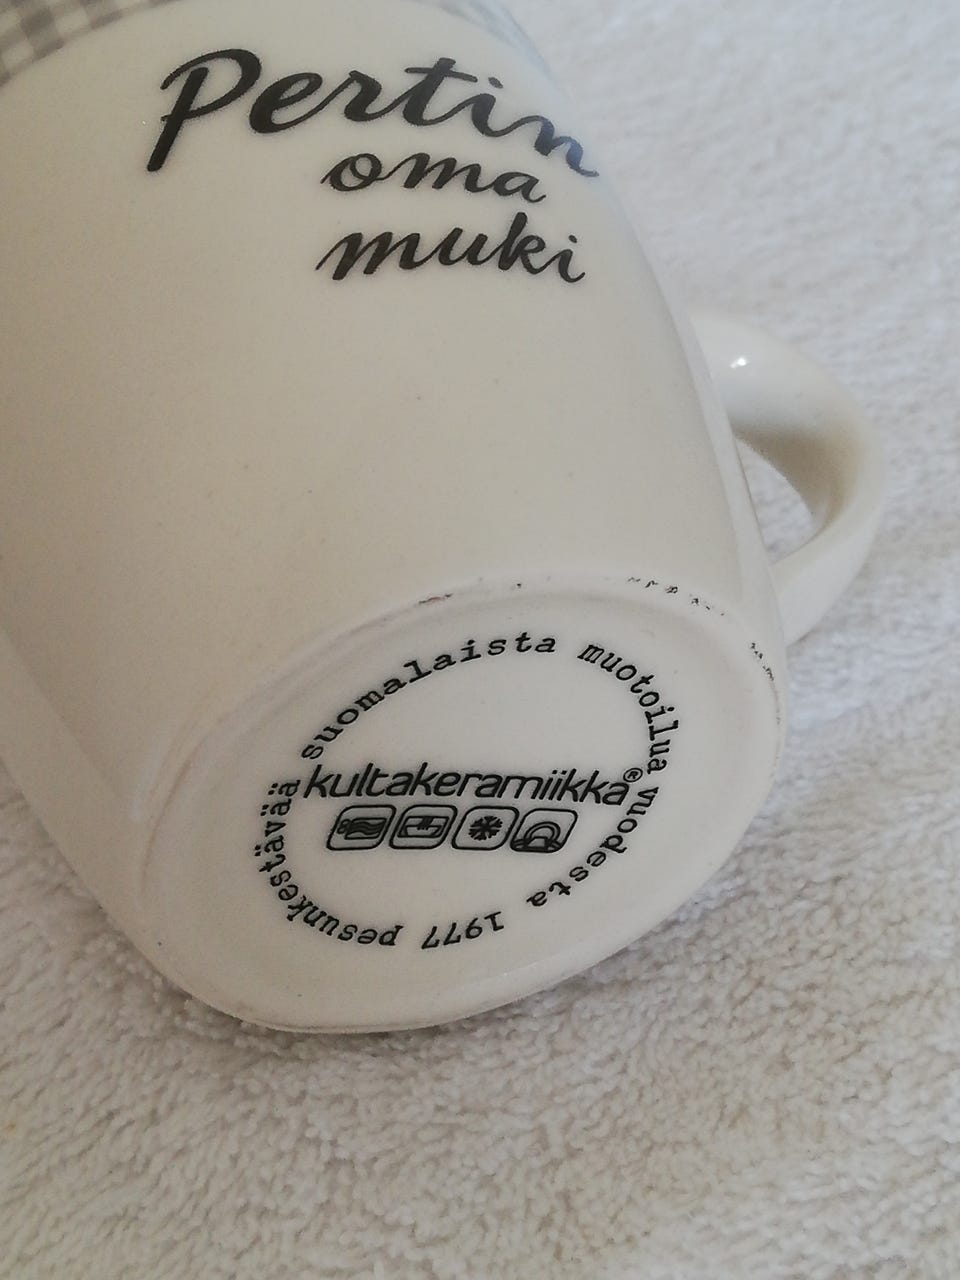 Pertin
oma
muki
suomalaista muotoilua vuodesta 1977 pesunkestävää
kultakeramiikka®